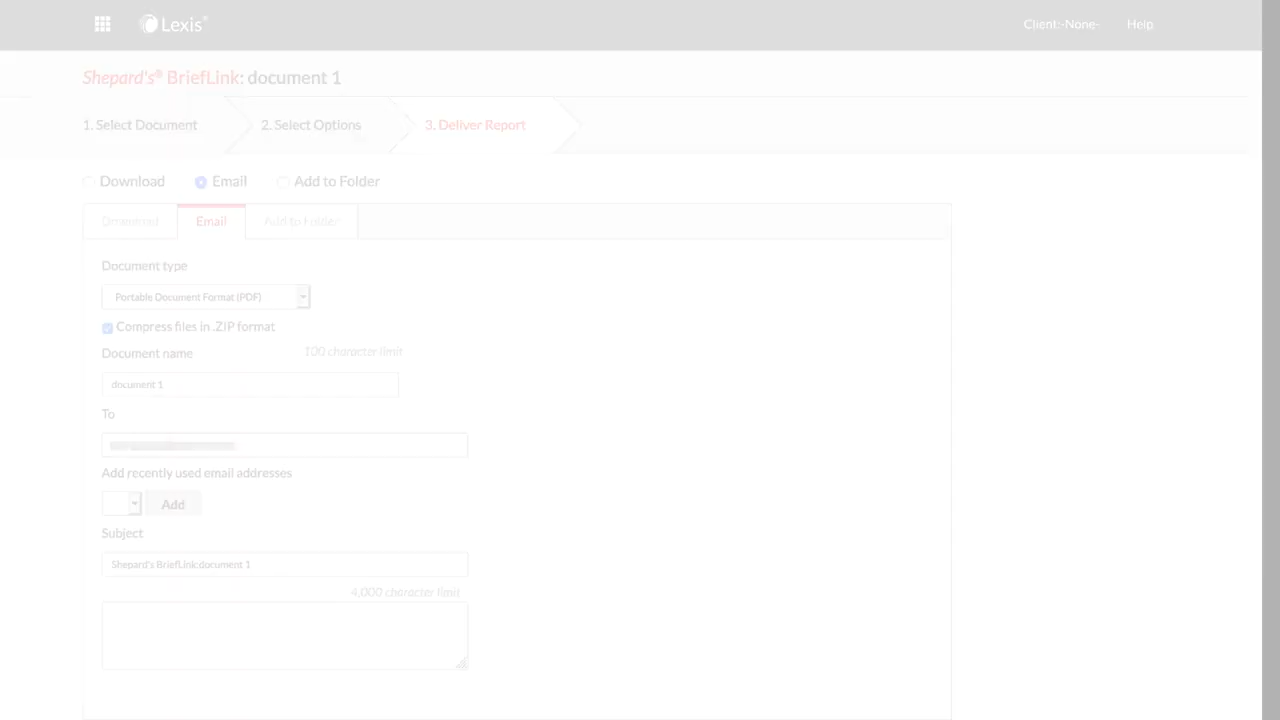 Lexis® Client:-None- Help
Shepard's® BriefLink: document 1
1. Select Document 2. Select Options 3. Deliver Report
Download Email Add to Folder
Download Email Add to Folder
Document type
Portable Document Format (PDF)
Compress files in .ZIP format
Document name 100 character limit
document 1
To
Add recently used email addresses
Add
Subject
Shepard's BriefLink:document 1
4,000 character limit